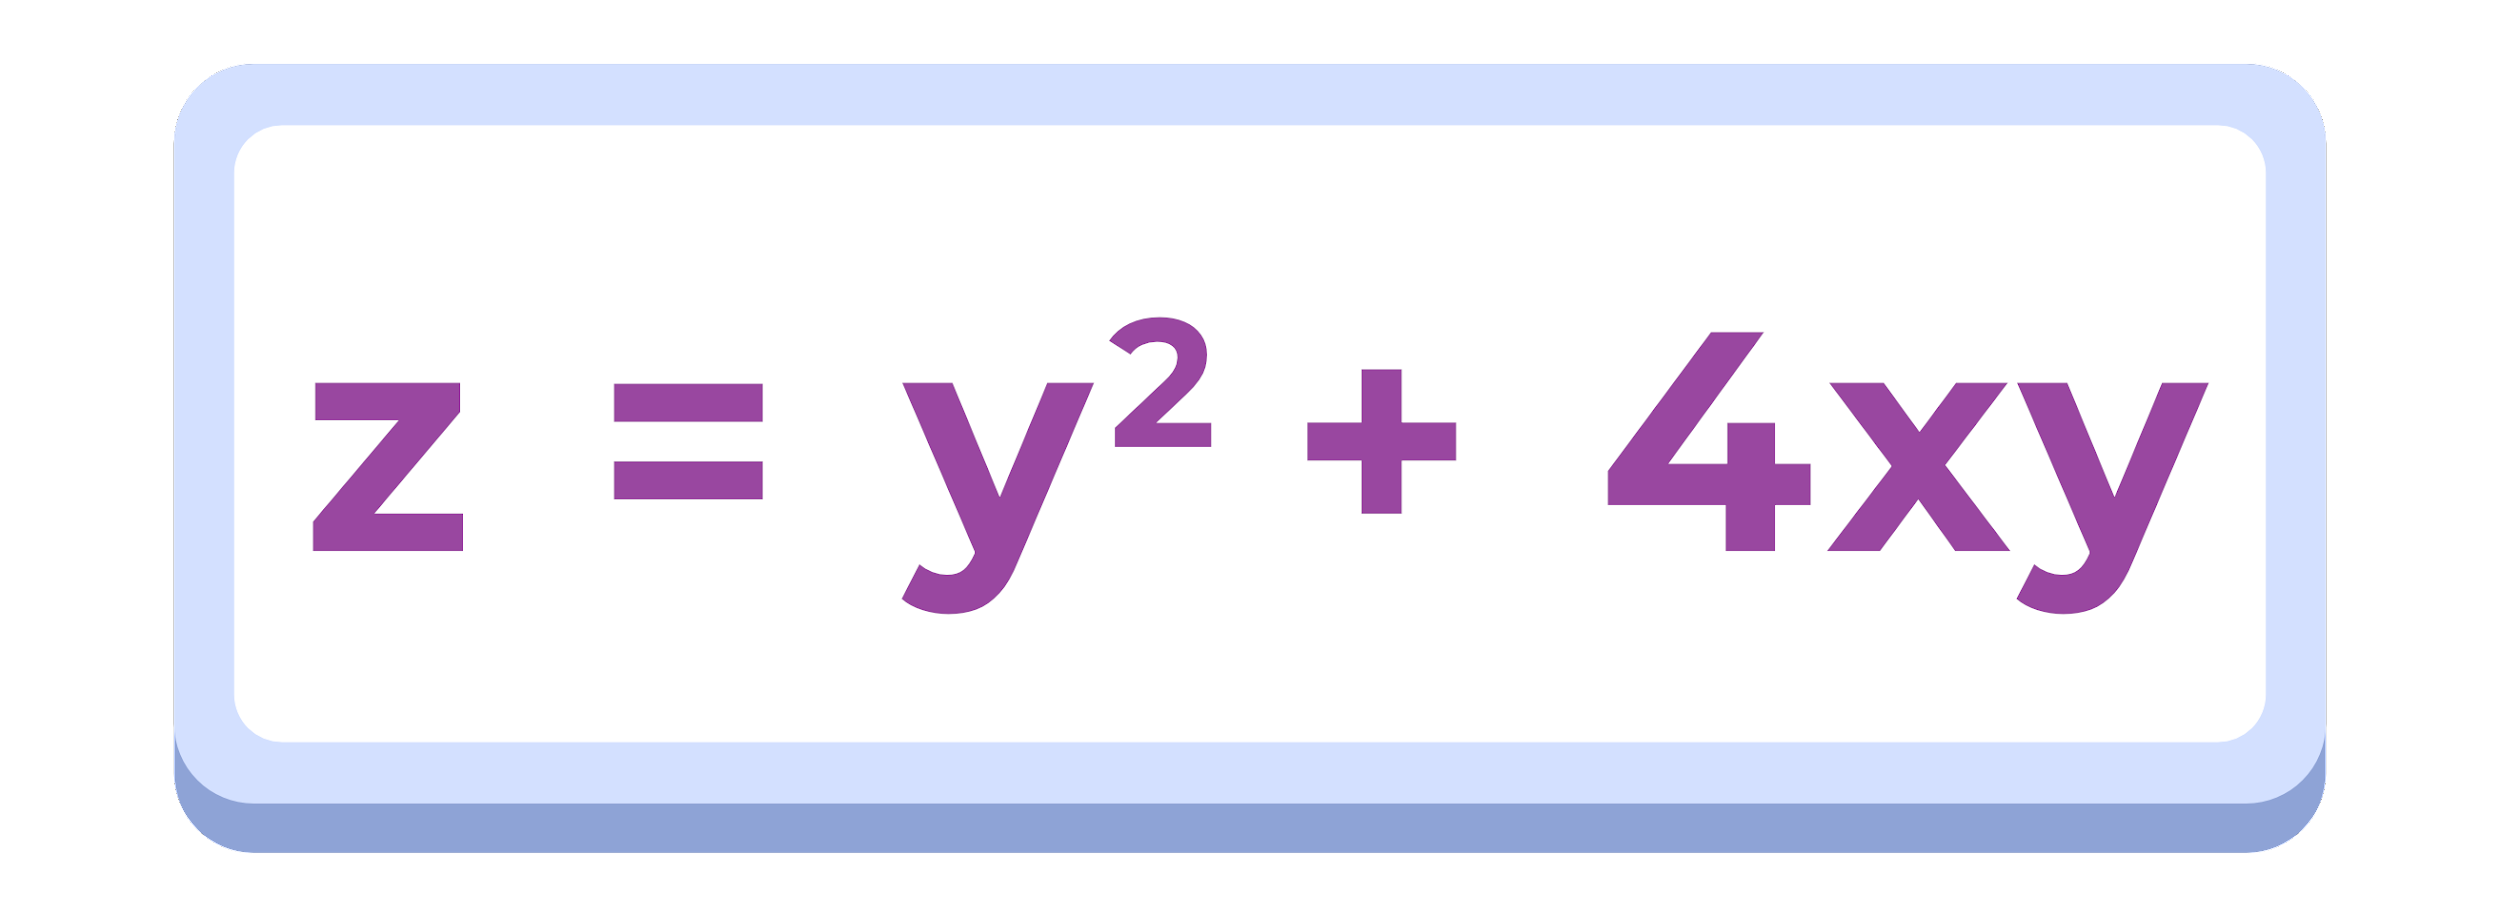 z = y² + 4xy